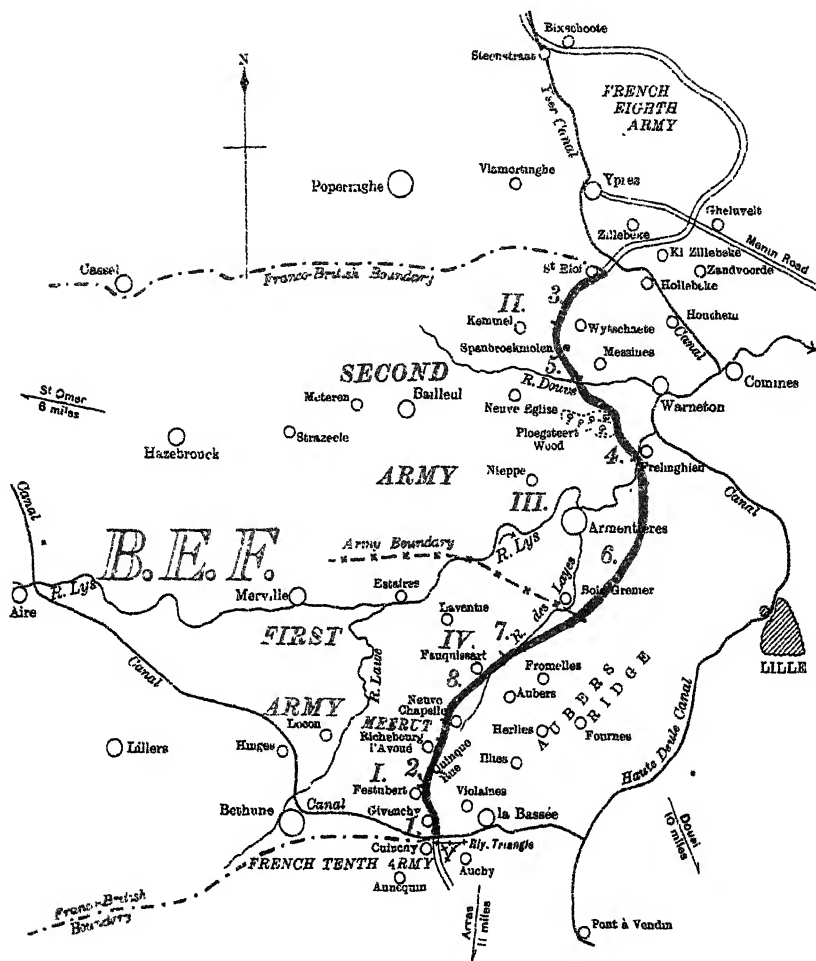 Bixschoote
Steenstraat
N
FRENCH
EIGHTH
ARMY
Yser Canal
Poperinghe
Vlamertinghe
Ypres
Gheluvelt
Zillebeke
Menin Road
Kl Zillebeke
Cassel
Franco-British Boundary
St Eloi
Zandvoorde
Hollebeke
3.
II.
Kemmel
Wytschaete
Houthem
Canal
Spanbroekmolen
Messines
5.
SECOND
R. Douve
Comines
St Omer
6 miles
Meteren
Bailleul
Neuve Eglise
Warneton
Hazebrouck
Strazeele
Ploegsteert
Wood
4.
Frelinghien
ARMY
Nieppe
Canal
III.
Canal
Armentières
B.E.F.
Army Boundary
R. Lys
6.
R. Lys
Aire
Merville
Estaires
R. des Layes
Bois Grenier
Laventie
FIRST
7.
LILLE
IV.
Canal
Fauquissart
R. Lawe
Fromelles
8.
Aubers
AUBERS
RIDGE
ARMY
Neuve
Chapelle
Locon
MEERUT
Herlies
Fournes
Haute Deule Canal
Lillers
Hinges
Richebourg
l'Avoué
Quinque
Rue
Illies
I.
2.
Festubert
Violaines
Bethune
Canal
Givenchy
la Bassée
Douai
10 miles
1.
Cuinchy
Rly. Triangle
FRENCH TENTH ARMY
Auchy
Annequin
Franco-British
Boundary
Arras
11 miles
Pont à Vendin